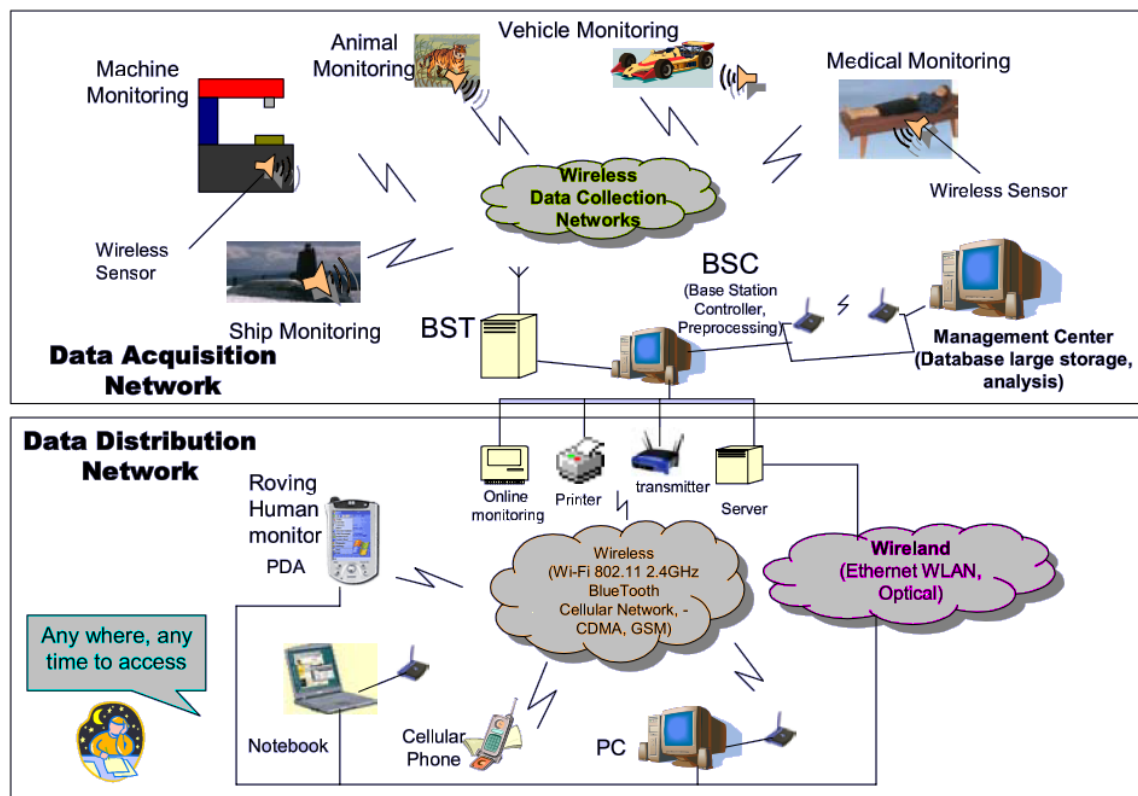 Machine
Monitoring
Animal
Monitoring
Vehicle Monitoring
Medical Monitoring
Wireless
Data Collection
Networks
Wireless Sensor
Wireless
Sensor
Ship Monitoring
BST
BSC
(Base Station
Controller,
Preprocessing)
Management Center
(Database large storage,
analysis)
Data Acquisition
Network
Data Distribution
Network
Online
monitoring
Printer
transmitter
Server
Roving
Human
monitor
PDA
Wireless
(Wi-Fi 802.11 2.4GHz
BlueTooth
Cellular Network, -
CDMA, GSM)
Wireland
(Ethernet WLAN,
Optical)
Any where, any
time to access
Notebook
Cellular
Phone
PC